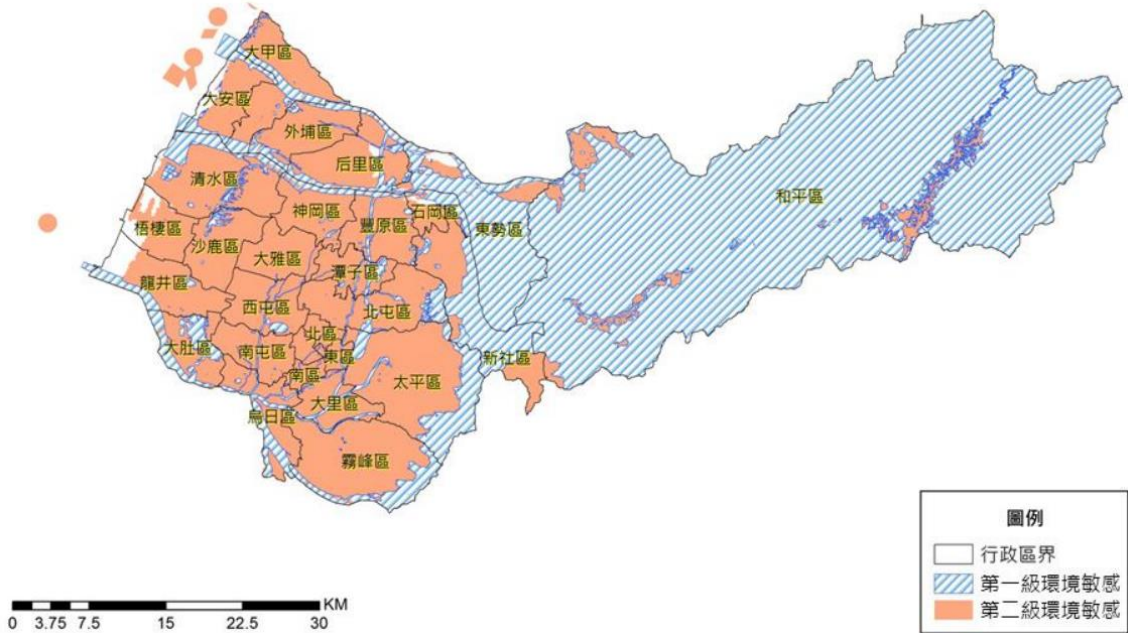 大甲區
大安區
外埔區
后里區
清水區
神岡區
豐原區
石岡區
東勢區
和平區
梧棲區
沙鹿區
大雅區
潭子區
龍井區
西屯區
北屯區
大肚區
南屯區
北區
東區
新社區
南區
太平區
大里區
烏日區
霧峰區
圖例
行政區界
第一級環境敏感
第二級環境敏感
KM
0 3.75 7.5 15 22.5 30